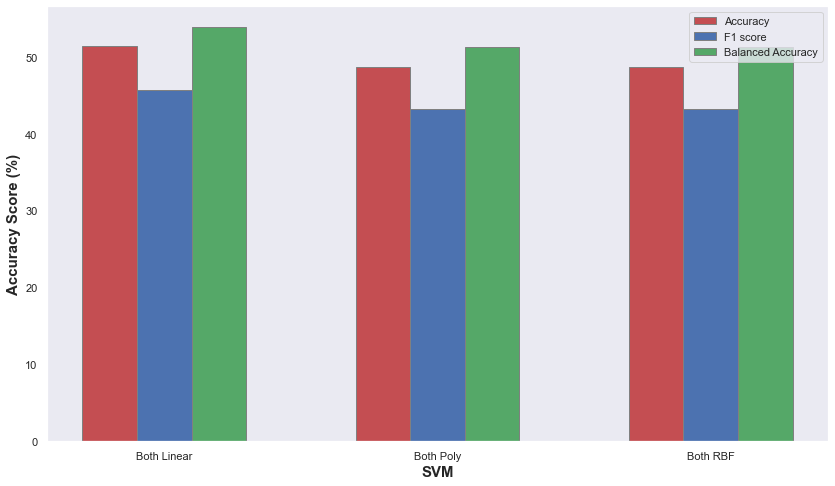 Accuracy
F1 score
Balanced Accuracy
Accuracy Score (%)
50
40
30
20
10
0
Both Linear
Both Poly
Both RBF
SVM